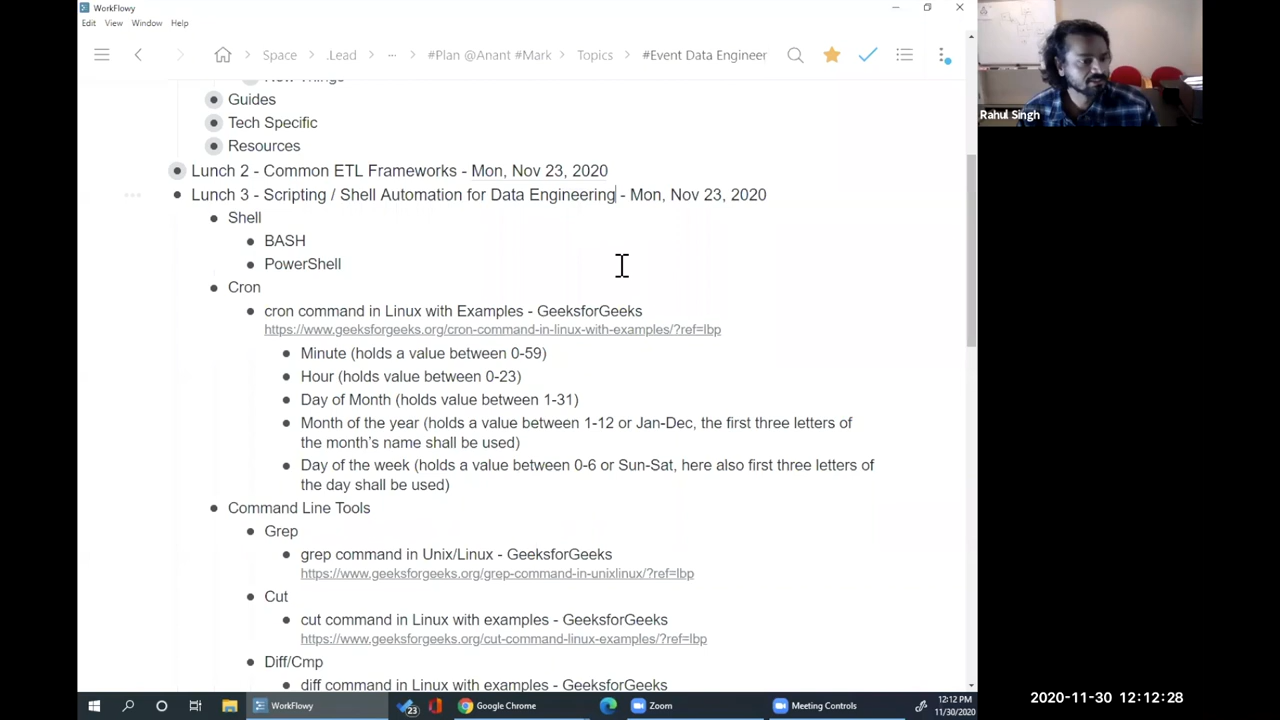 WorkFlowy
Edit View Window Help
Space > .Lead > ... > #Plan @Anant #Mark > Topics > #Event Data Engineer
New Things
Guides
Tech Specific
Resources
Lunch 2 - Common ETL Frameworks - Mon, Nov 23, 2020
Lunch 3 - Scripting / Shell Automation for Data Engineering - Mon, Nov 23, 2020
Shell
BASH
PowerShell
Cron
cron command in Linux with Examples - GeeksforGeeks
https://www.geeksforgeeks.org/cron-command-in-linux-with-examples/?ref=lbp
Minute (holds a value between 0-59)
Hour (holds value between 0-23)
Day of Month (holds value between 1-31)
Month of the year (holds a value between 1-12 or Jan-Dec, the first three letters of
the month's name shall be used)
Day of the week (holds a value between 0-6 or Sun-Sat, here also first three letters of
the day shall be used)
Command Line Tools
Grep
grep command in Unix/Linux - GeeksforGeeks
https://www.geeksforgeeks.org/grep-command-in-unixlinux/?ref=lbp
Cut
cut command in Linux with examples - GeeksforGeeks
https://www.geeksforgeeks.org/cut-command-linux-examples/?ref=lbp
Diff/Cmp
diff command in Linux with examples - GeeksforGeeks
23
WorkFlowy
Google Chrome
Zoom
Meeting Controls
12:12 PM
11/30/2020
Rahul Singh
2020-11-30 12:12:28